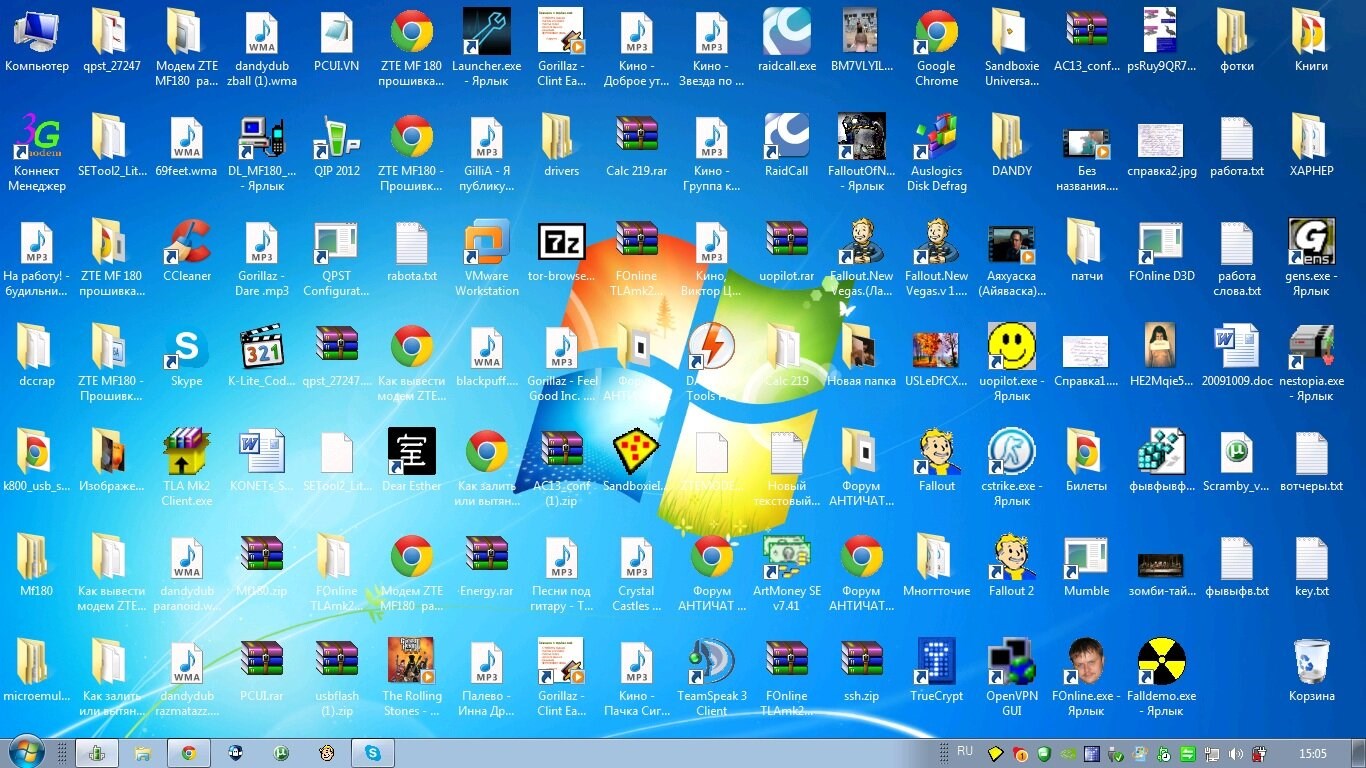 Компьютер
qpst_27247
Модем ZTE
MF180 ра...
dandydub
zball (1).wma
PCUI.VN
ZTE MF 180
прошивка...
Launcher.exe
- Ярлык
Gorillaz -
Clint Ea...
Кино -
Доброе ут...
Кино -
Звезда по ...
raidcall.exe
BM7VLYIL...
Google
Chrome
Sandboxie
Universa...
AC13_conf...
psRuy9QR7...
фотки
Книги
3G
modem
Коннект
Менеджер
SETool2_Lit...
69feet.wma
DL_MF180_...
- Ярлык
QIP 2012
ZTE MF180 -
Прошивк...
GilliA - Я
публику...
drivers
Calc 219.rar
Кино -
Группа к...
RaidCall
FalloutOfN...
- Ярлык
Auslogics
Disk Defrag
DANDY
Без
названия....
справка2.jpg
работа.txt
ХАРНЕР
На работу! -
будильни...
ZTE MF 180
прошивка...
CCleaner
Gorillaz -
Dare .mp3
QPST
Configurat...
rabota.txt
VMware
Workstation
tor-browse...
FOnline
TLAmk2...
Кино,
Виктор Ц...
uopilot.rar
Fallout.New
Vegas.(Ла...
Fallout.New
Vegas.v 1....
Аяхуаска
(Айяваска)...
патчи
FOnline D3D
работа
слова.txt
gens.exe -
Ярлык
dccrap
ZTE MF180 -
Прошивк...
Skype
K-Lite_Cod...
qpst_27247....
Как вывести
модем ZTE...
blackpuff....
Gorillaz - Feel
Good Inc. ....
Calc 219
Новая папка
USLeDfCX...
uopilot.exe -
Ярлык
Справка1....
HE2Mqie5...
20091009.doc
nestopia.exe
- Ярлык
k800_usb_s...
Изображе...
TLA Mk2
Client.exe
KONETs_S...
SETool2_Lit...
Dear Esther
Как залить
или вытян...
AC13_conf
(1).zip
Sandboxiel...
Новый
текстовый...
Форум
АНТИЧАТ...
Fallout
cstrike.exe -
Ярлык
Билеты
фывфывф...
Scramby_v...
вотчеры.txt
Mf180
Как вывести
модем ZTE...
dandydub
paranoid.w...
Mf180.zip
FOnline
TLAmk2...
Модем ZTE
MF180 ра...
Energy.rar
Песни под
гитару - Т...
Crystal
Castles ...
Форум
АНТИЧАТ ...
ArtMoney SE
v7.41
Форум
АНТИЧАТ...
Многгточие
Fallout 2
Mumble
зомби-тай...
фывыфв.txt
key.txt
microemul...
Как залить
или вытян...
dandydub
razmatazz....
PCUI.rar
usbflash
(1).zip
The Rolling
Stones - ...
Палево -
Инна Др...
Gorillaz -
Clint Ea...
Кино -
Пачка Сиг...
TeamSpeak 3
Client
FOnline
TLAmk2...
ssh.zip
TrueCrypt
OpenVPN
GUI
FOnline.exe -
Ярлык
Falldemo.exe
- Ярлык
Корзина
RU
15:05